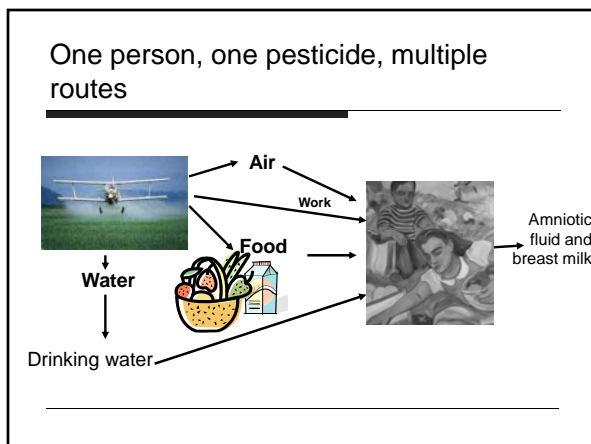 One person, one pesticide, multiple
routes
Air
Work
Food
Water
Drinking water
Amniotic
fluid and
breast milk